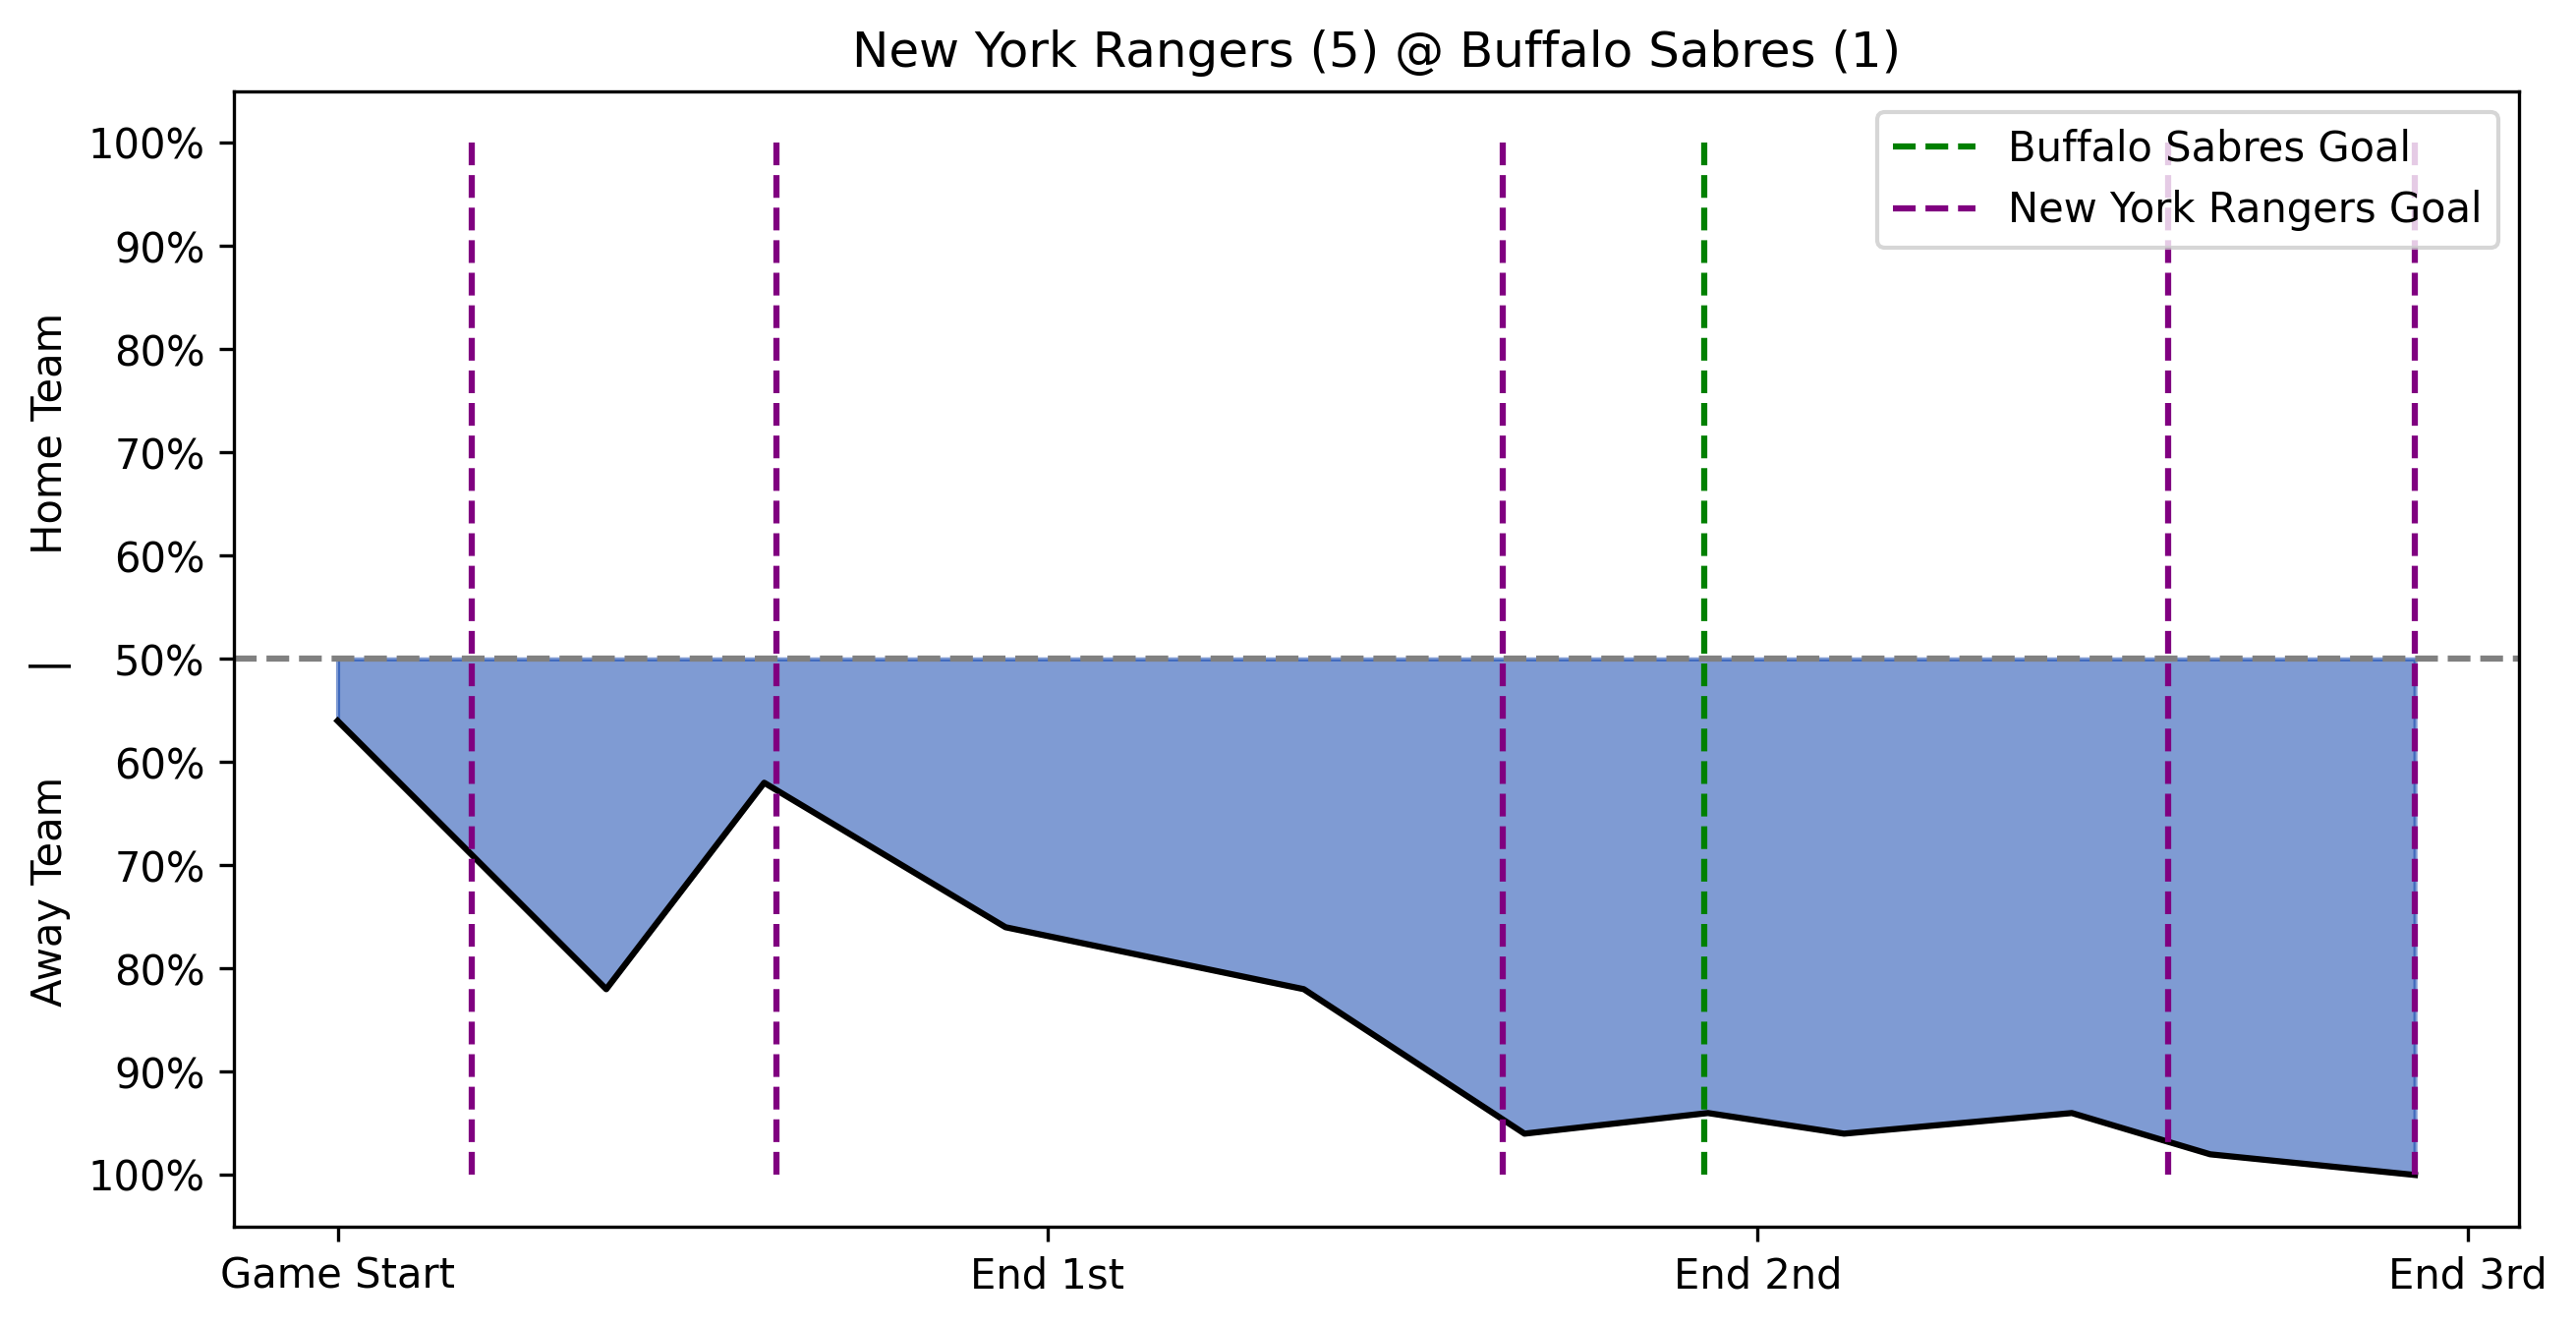 New York Rangers (5) @ Buffalo Sabres (1)
Buffalo Sabres Goal
New York Rangers Goal
100%
90%
80%
70%
60%
50%
60%
70%
80%
90%
100%
Away Team | Home Team
Game Start
End 1st
End 2nd
End 3rd